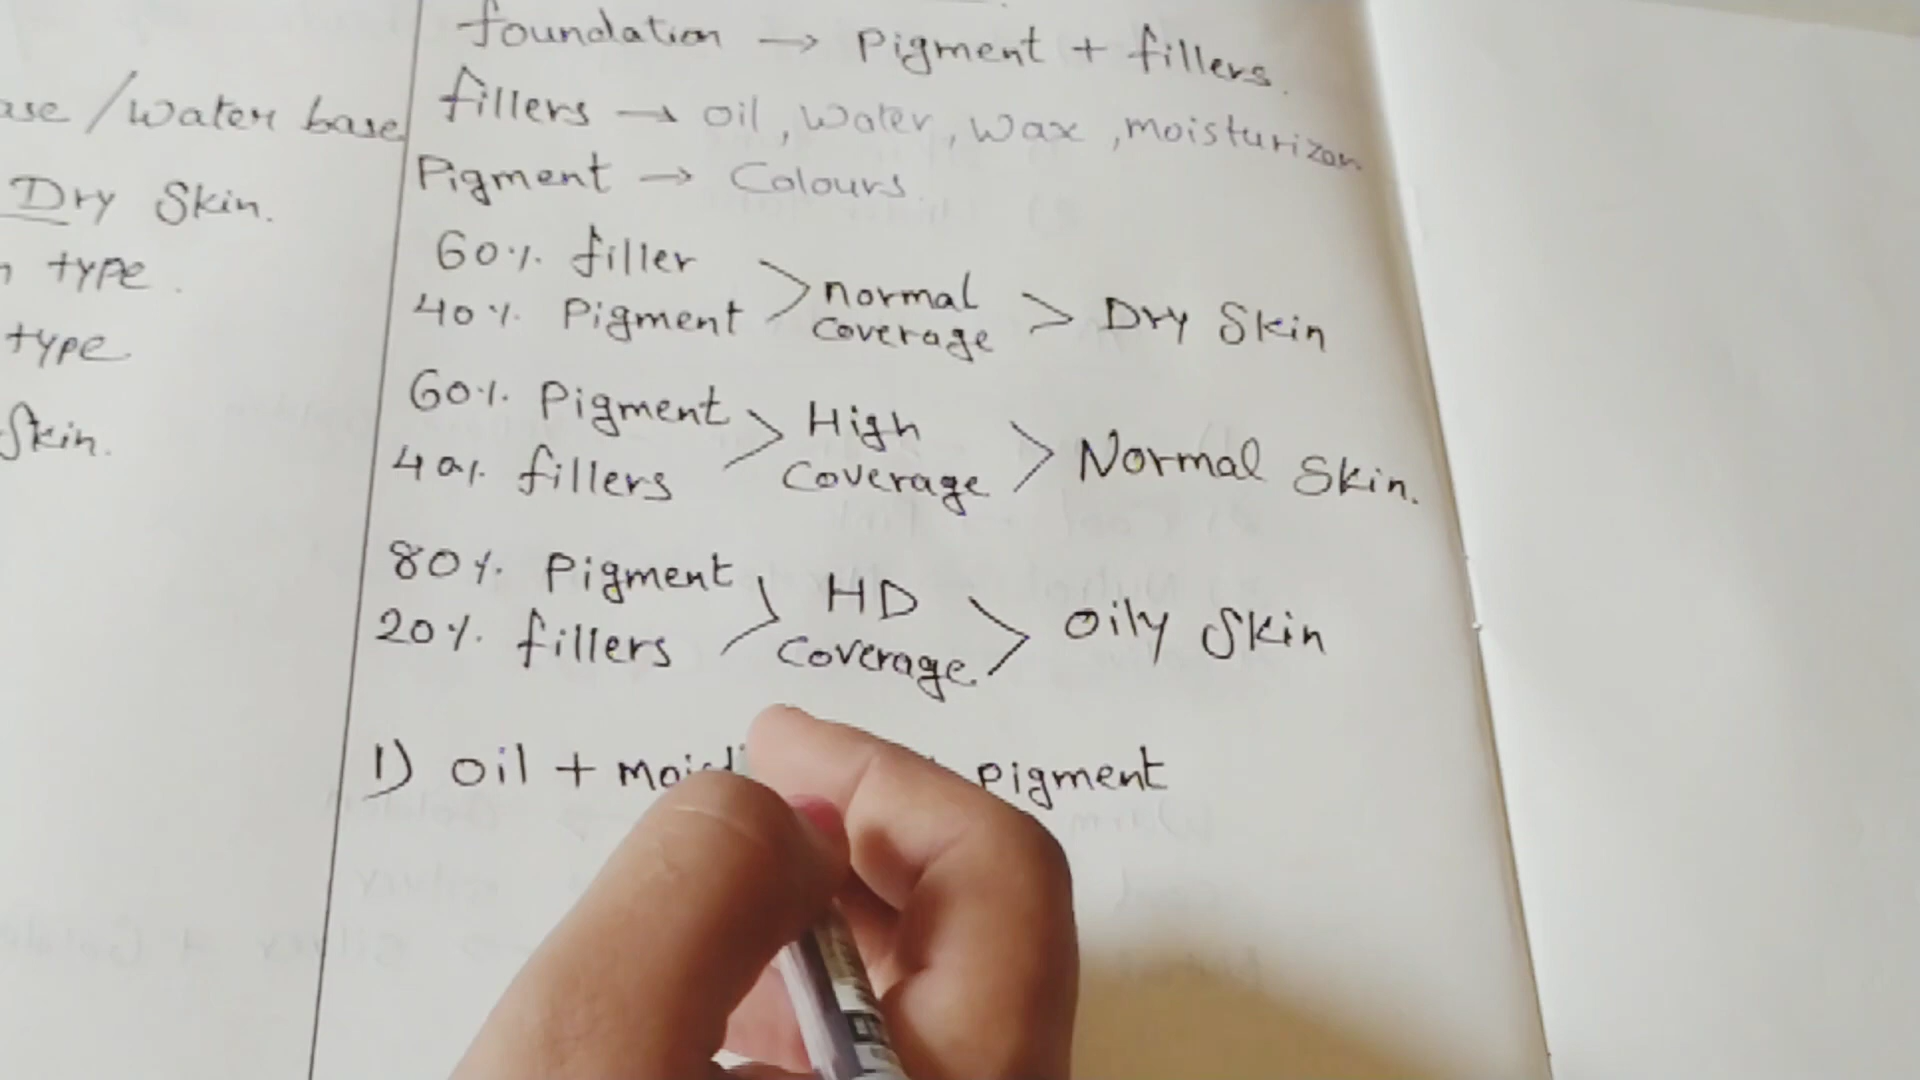 foundation → Pigment + fillers.
fillers → oil, Water, Wax, moisturizor.
Pigment → Colours.
60% filler
40% Pigment > normal coverage > Dry Skin
60% Pigment
40% fillers > High Coverage > Normal Skin.
80% Pigment
20% fillers > HD Coverage. > Oily Skin
1) Oil + pigment
/Water base
Dry Skin.
type.
type
Skin.